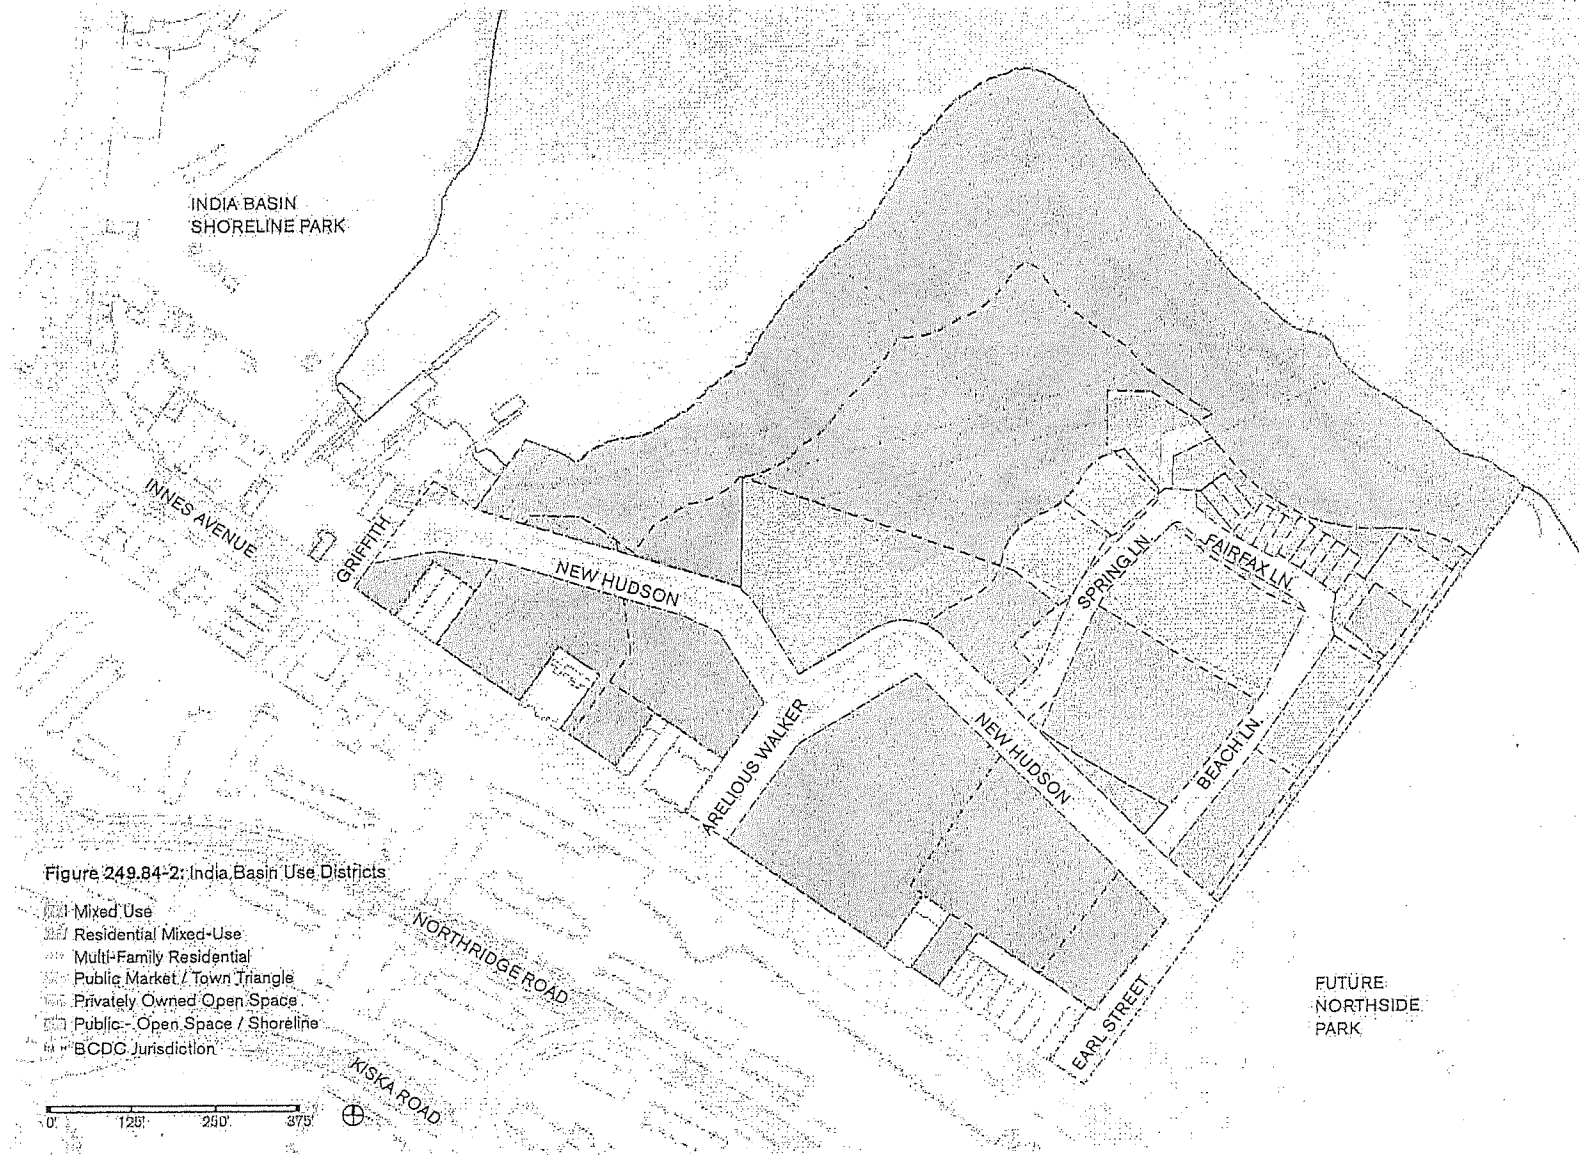 INDIA BASIN
SHORELINE PARK
INNES AVENUE
GRIFFITH
NEW HUDSON
SPRING LN
FAIRFAX LN
ARELIOUS WALKER
NEW HUDSON
BEACH LN.
Figure 249.84-2: India Basin Use Districts
Mixed Use
Residential Mixed-Use
Multi-Family Residential
Public Market / Town Triangle
Privately Owned Open Space
Public - Open Space / Shoreline
BCDC Jurisdiction
NORTHRIDGE ROAD
KISKA ROAD
EARL STREET
FUTURE
NORTHSIDE
PARK
0' 125' 250' 375'